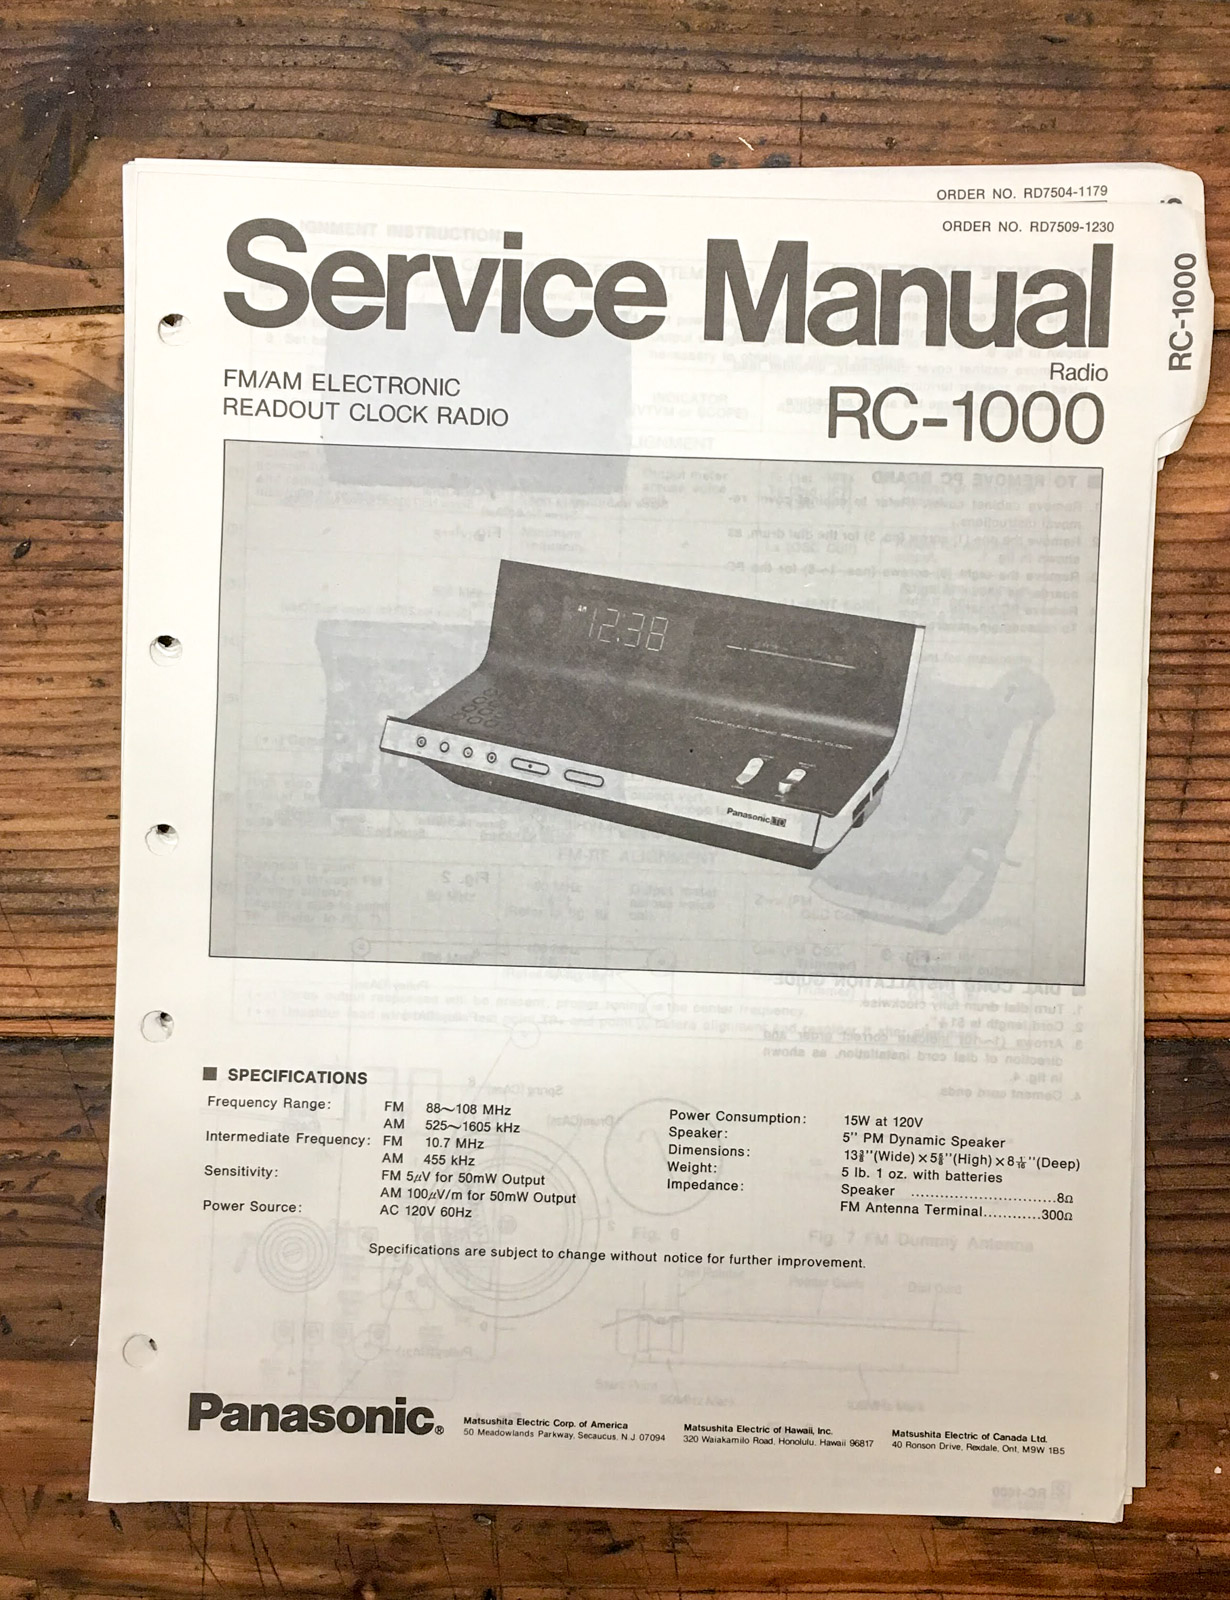 ORDER NO. RD7504-1179
ORDER NO. RD7509-1230
RC-1000
Service Manual
Radio
FM/AM ELECTRONIC
READOUT CLOCK RADIO
RC-1000
AM
12:38
FM/AM ELECTRONIC READOUT CLOCK
Panasonic
■ SPECIFICATIONS
Frequency Range: FM 88~108 MHz
AM 525~1605 kHz
Intermediate Frequency: FM 10.7 MHz
AM 455 kHz
Sensitivity: FM 5μV for 50mW Output
AM 100μV/m for 50mW Output
Power Source: AC 120V 60Hz
Power Consumption: 15W at 120V
Speaker: 5" PM Dynamic Speaker
Dimensions: 13⅜"(Wide)×5⅝"(High)×8 1/16"(Deep)
Weight: 5 lb. 1 oz. with batteries
Impedance: Speaker ............................8Ω
FM Antenna Terminal............300Ω
Specifications are subject to change without notice for further improvement.
Panasonic®
Matsushita Electric Corp. of America
50 Meadowlands Parkway, Secaucus, N J 07094
Matsushita Electric of Hawaii, Inc.
320 Waiakamilo Road, Honolulu, Hawaii 96817
Matsushita Electric of Canada Ltd.
40 Ronson Drive, Rexdale, Ont. M9W 1B5